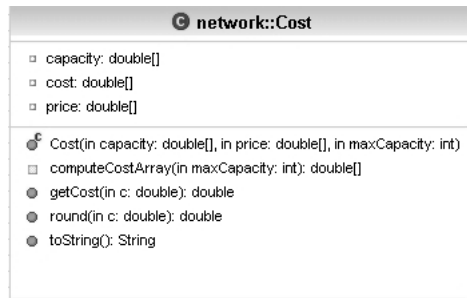 C network::Cost
capacity: double[]
cost: double[]
price: double[]
C Cost(in capacity: double[], in price: double[], in maxCapacity: int)
computeCostArray(in maxCapacity: int): double[]
getCost(in c: double): double
round(in c: double): double
toString(): String